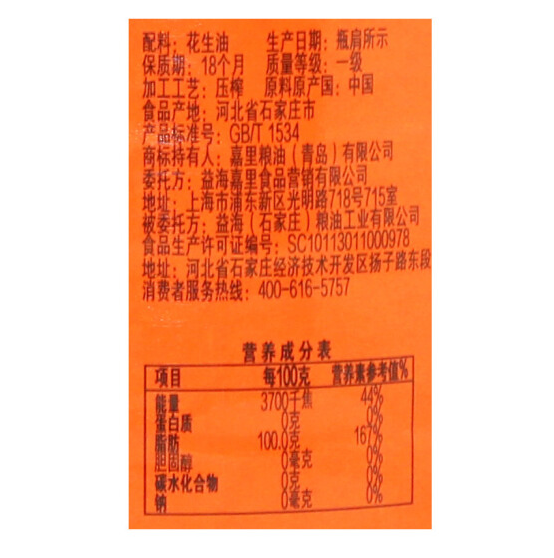 配料：花生油 生产日期：瓶肩所示
保质期：18个月 质量等级：一级
加工工艺：压榨 原料原产国：中国
食品产地：河北省石家庄市
产品标准号：GB/T 1534
商标持有人：嘉里粮油（青岛）有限公司
委托方：益海嘉里食品营销有限公司
地址：上海市浦东新区光明路718号715室
被委托方：益海（石家庄）粮油工业有限公司
食品生产许可证编号：SC10113011000978
地址：河北省石家庄经济技术开发区扬子路东段
消费者服务热线：400-616-5757
营养成分表
项目 每100克 营养素参考值%
能量 3700千焦 44%
蛋白质 0克 0%
脂肪 100.0克 167%
胆固醇 0毫克 0%
碳水化合物 0克 0%
钠 0毫克 0%